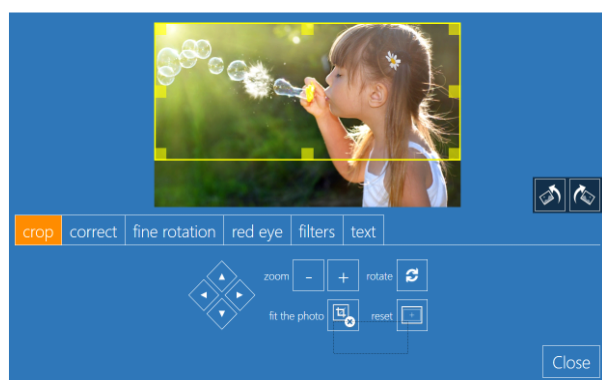 crop correct fine rotation red eye filters text
zoom - + rotate
fit the photo reset
Close